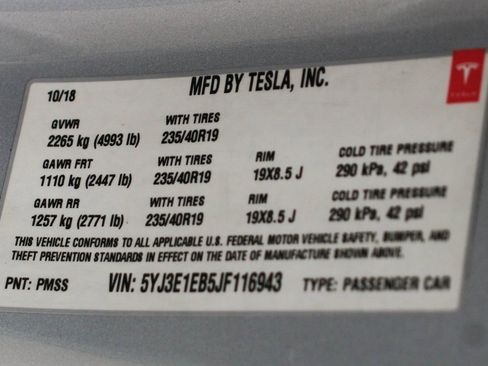 10/18 MFD BY TESLA, INC.
TESLA
GVWR WITH TIRES
2265 kg (4993 lb) 235/40R19
GAWR FRT WITH TIRES RIM COLD TIRE PRESSURE
1110 kg (2447 lb) 235/40R19 19X8.5 J 290 kPa, 42 psi
GAWR RR WITH TIRES RIM COLD TIRE PRESSURE
1257 kg (2771 lb) 235/40R19 19X8.5 J 290 kPa, 42 psi
THIS VEHICLE CONFORMS TO ALL APPLICABLE U.S. FEDERAL MOTOR VEHICLE SAFETY, BUMPER, AND
THEFT PREVENTION STANDARDS IN EFFECT ON THE DATE OF MANUFACTURE SHOWN ABOVE.
PNT: PMSS VIN: 5YJ3E1EB5JF116943 TYPE: PASSENGER CAR